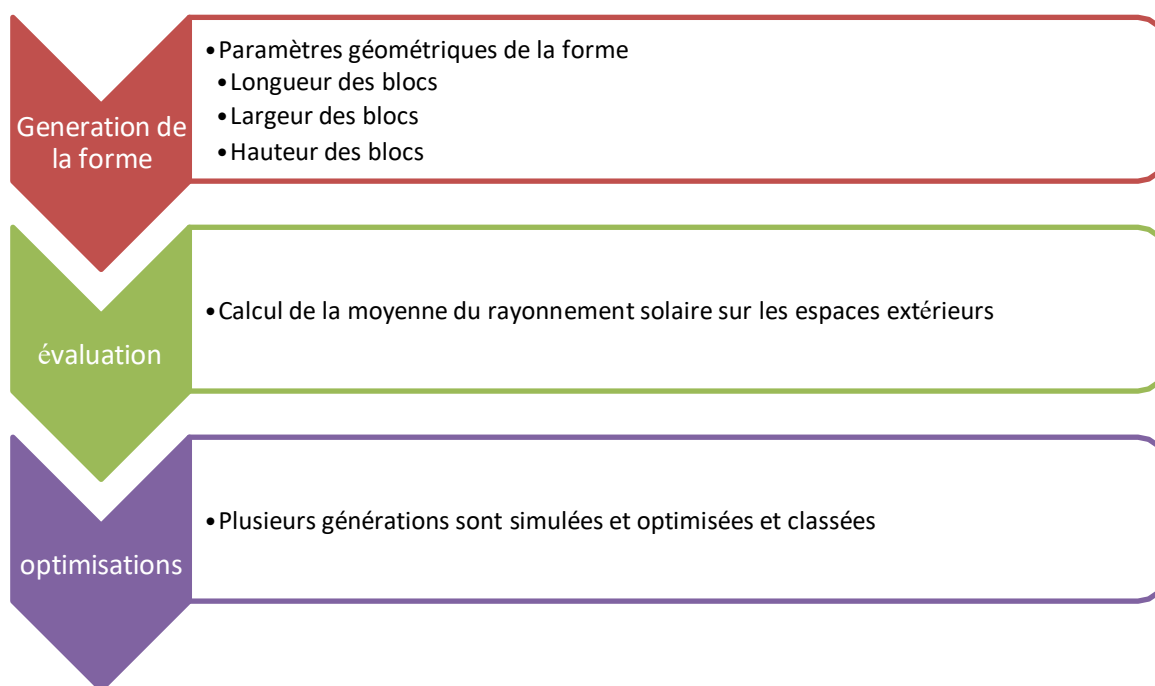 Generation de
la forme
•Paramètres géométriques de la forme
•Longueur des blocs
•Largeur des blocs
•Hauteur des blocs
évaluation
•Calcul de la moyenne du rayonnement solaire sur les espaces extérieurs
optimisations
•Plusieurs générations sont simulées et optimisées et classées